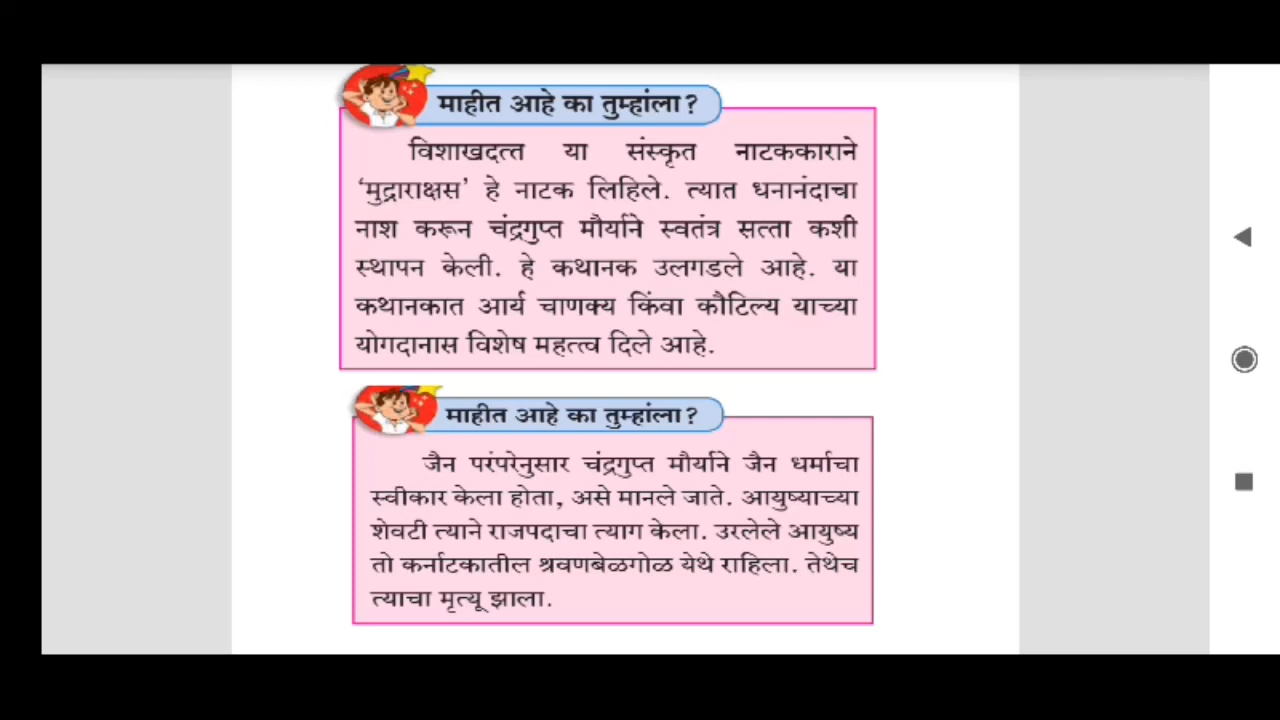 माहीत आहे का तुम्हांला?
विशाखदत्त या संस्कृत नाटककाराने
‘मुद्राराक्षस’ हे नाटक लिहिले. त्यात धनानंदाचा
नाश करून चंद्रगुप्त मौर्याने स्वतंत्र सत्ता कशी
स्थापन केली. हे कथानक उलगडले आहे. या
कथानकात आर्य चाणक्य किंवा कौटिल्य याच्या
योगदानास विशेष महत्त्व दिले आहे.
माहीत आहे का तुम्हांला?
जैन परंपरेनुसार चंद्रगुप्त मौर्याने जैन धर्माचा
स्वीकार केला होता, असे मानले जाते. आयुष्याच्या
शेवटी त्याने राजपदाचा त्याग केला. उरलेले आयुष्य
तो कर्नाटकातील श्रवणबेळगोळ येथे राहिला. तेथेच
त्याचा मृत्यू झाला.